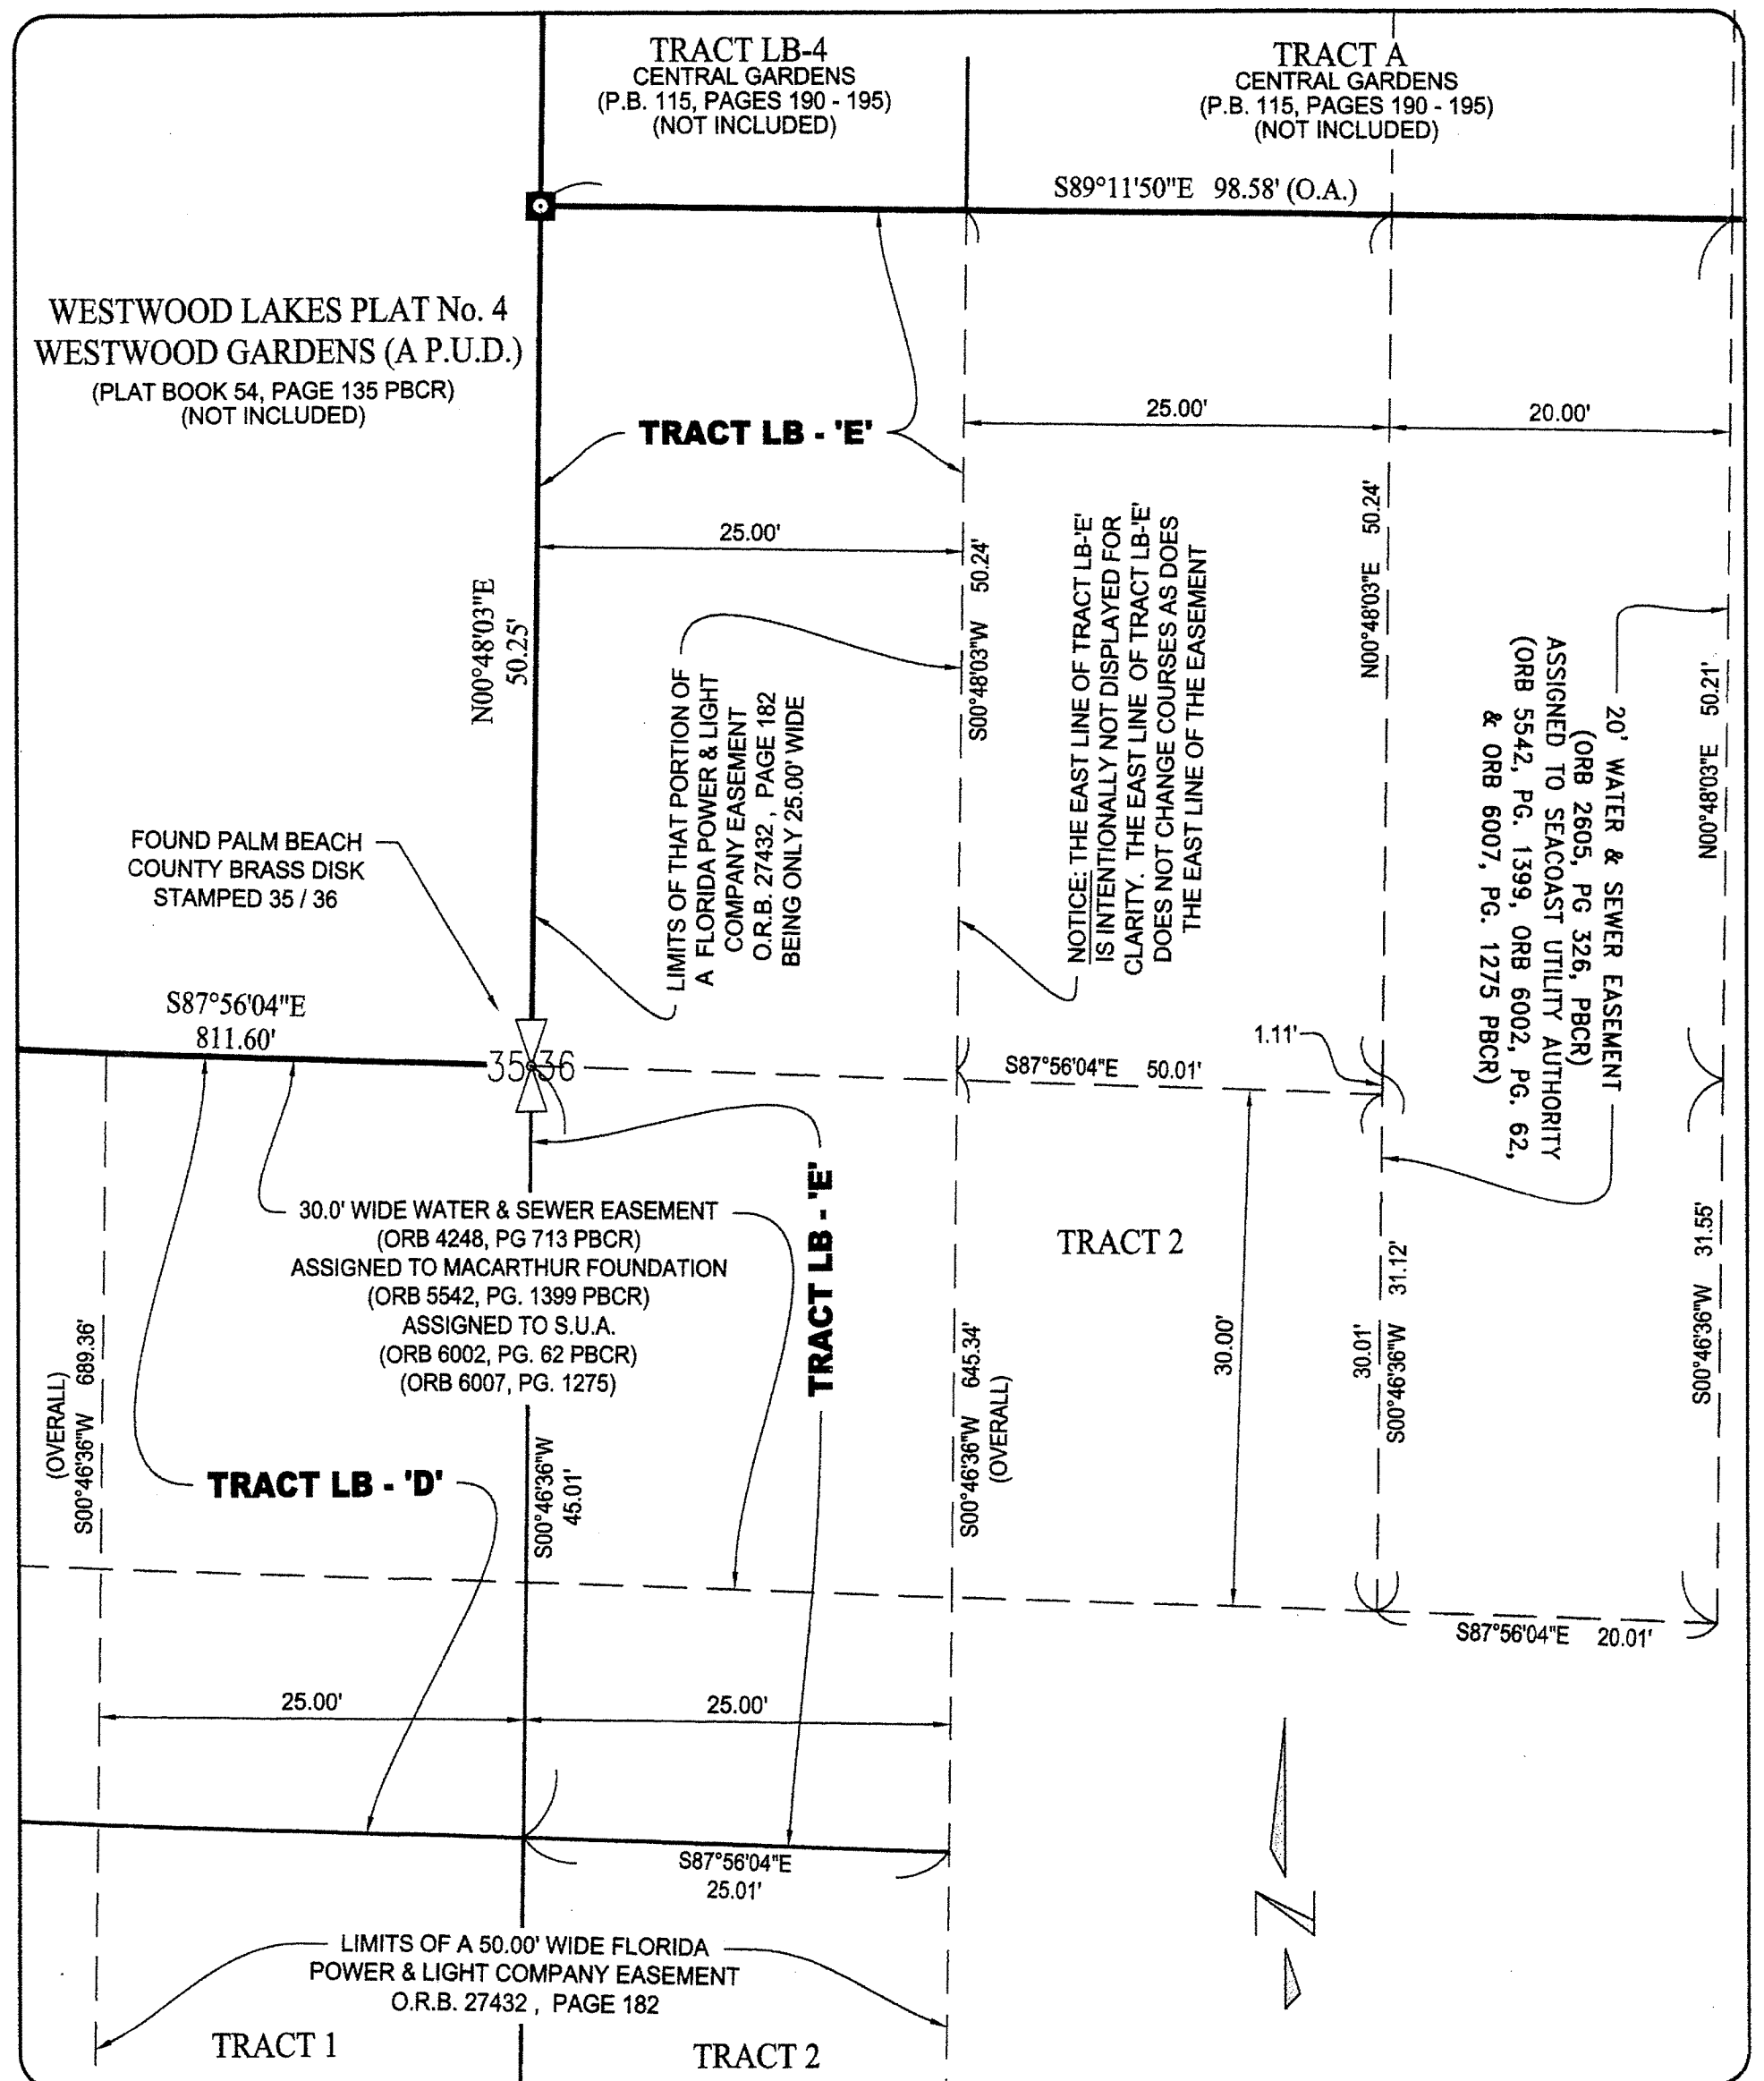 TRACT LB-4
CENTRAL GARDENS
(P.B. 115, PAGES 190 - 195)
(NOT INCLUDED)
TRACT A
CENTRAL GARDENS
(P.B. 115, PAGES 190 - 195)
(NOT INCLUDED)
S89°11'50"E 98.58' (O.A.)
WESTWOOD LAKES PLAT No. 4
WESTWOOD GARDENS (A P.U.D.)
(PLAT BOOK 54, PAGE 135 PBCR)
(NOT INCLUDED)
TRACT LB - 'E'
25.00'
20.00'
25.00'
N00°48'03"E
50.25'
LIMITS OF THAT PORTION OF
A FLORIDA POWER & LIGHT
COMPANY EASEMENT
O.R.B. 27432 , PAGE 182
BEING ONLY 25.00' WIDE
S00°48'03"W 50.24'
NOTICE: THE EAST LINE OF TRACT LB-'E'
IS INTENTIONALLY NOT DISPLAYED FOR
CLARITY. THE EAST LINE OF TRACT LB-'E'
DOES NOT CHANGE COURSES AS DOES
THE EAST LINE OF THE EASEMENT
N00°48'03"E 50.24'
20' WATER & SEWER EASEMENT
(ORB 2605, PG 326, PBCR)
ASSIGNED TO SEACOAST UTILITY AUTHORITY
(ORB 5542, PG. 1399, ORB 6002, PG. 62,
& ORB 6007, PG. 1275 PBCR)
N00°48'03"E 50.21'
FOUND PALM BEACH
COUNTY BRASS DISK
STAMPED 35 / 36
S87°56'04"E
811.60'
35 36
S87°56'04"E 50.01'
1.11'
30.0' WIDE WATER & SEWER EASEMENT
(ORB 4248, PG 713 PBCR)
ASSIGNED TO MACARTHUR FOUNDATION
(ORB 5542, PG. 1399 PBCR)
ASSIGNED TO S.U.A.
(ORB 6002, PG. 62 PBCR)
(ORB 6007, PG. 1275)
TRACT LB - 'E'
TRACT 2
(OVERALL)
S00°46'36"W 689.36'
TRACT LB - 'D'
S00°46'36"W
45.01'
S00°46'36"W 645.34'
(OVERALL)
30.00'
30.01'
S00°46'36"W 31.12'
S00°46'36"W 31.55'
S87°56'04"E 20.01'
25.00'
25.00'
S87°56'04"E
25.01'
N
LIMITS OF A 50.00' WIDE FLORIDA
POWER & LIGHT COMPANY EASEMENT
O.R.B. 27432 , PAGE 182
TRACT 1
TRACT 2